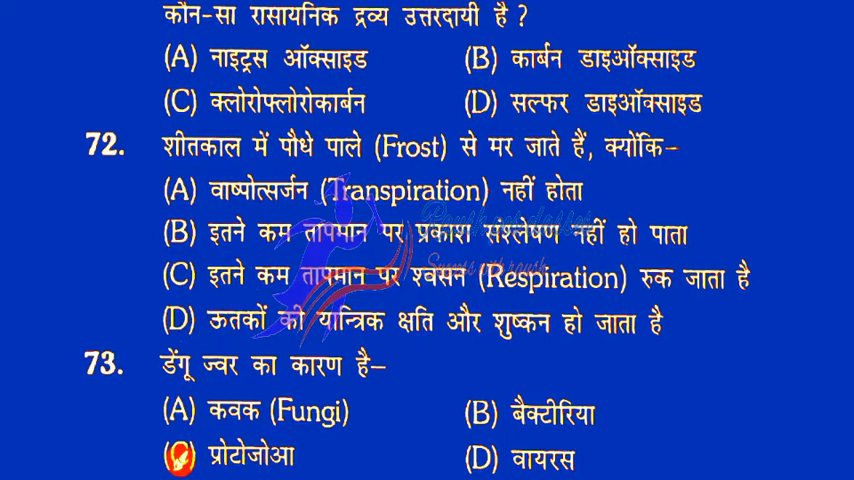 कौन-सा रासायनिक द्रव्य उत्तरदायी है ?
(A) नाइट्रस ऑक्साइड (B) कार्बन डाइऑक्साइड
(C) क्लोरोफ्लोरोकार्बन (D) सल्फर डाइऑक्साइड
72. शीतकाल में पौधे पाले (Frost) से मर जाते हैं, क्योंकि–
(A) वाष्पोत्सर्जन (Transpiration) नहीं होता
(B) इतने कम तापमान पर प्रकाश संश्लेषण नहीं हो पाता
(C) इतने कम तापमान पर श्वसन (Respiration) रुक जाता है
(D) ऊतकों की यान्त्रिक क्षति और शुष्कन हो जाता है
73. डेंगू ज्वर का कारण है–
(A) कवक (Fungi) (B) बैक्टीरिया
(C) प्रोटोजोआ (D) वायरस